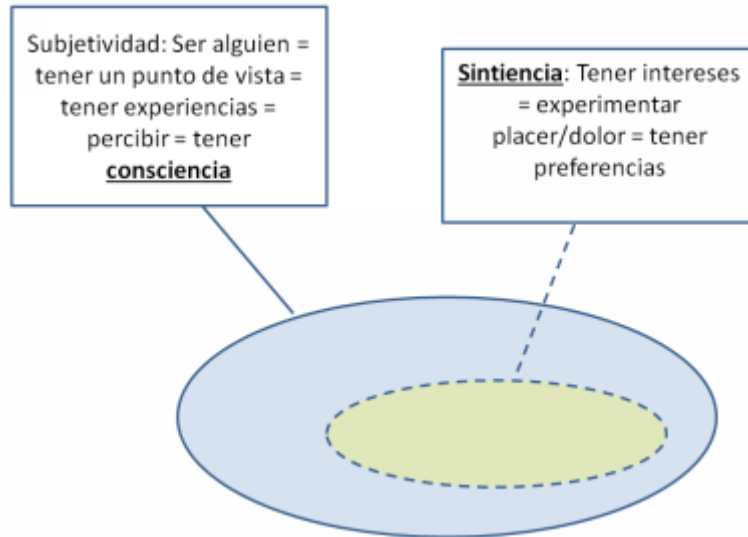 Subjetividad: Ser alguien =
tener un punto de vista =
tener experiencias =
percibir = tener
consciencia
Sintiencia: Tener intereses
= experimentar
placer/dolor = tener
preferencias